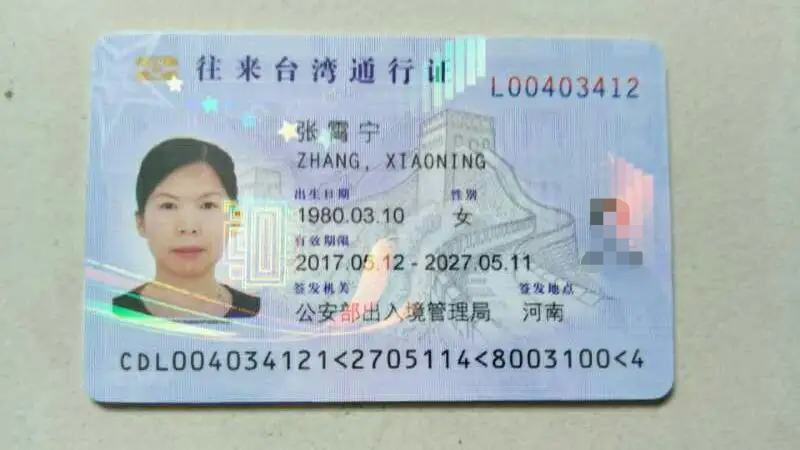 往来台湾通行证
L00403412
张霄宁
ZHANG, XIAONING
出生日期 性别
1980.03.10 女
有效期限
2017.05.12 - 2027.05.11
签发机关 签发地点
公安部出入境管理局 河南
CDL004034121<2705114<8003100<4